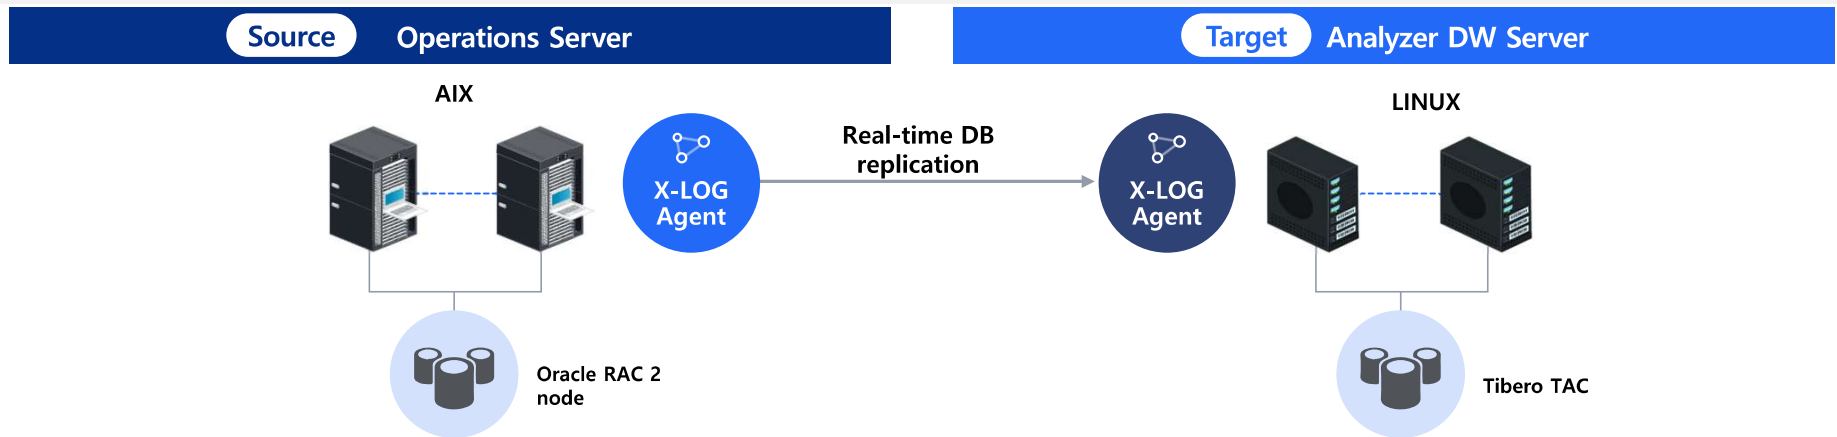 Source Operations Server
Target Analyzer DW Server
AIX
X-LOG
Agent
Real-time DB
replication
X-LOG
Agent
LINUX
Oracle RAC 2
node
Tibero TAC